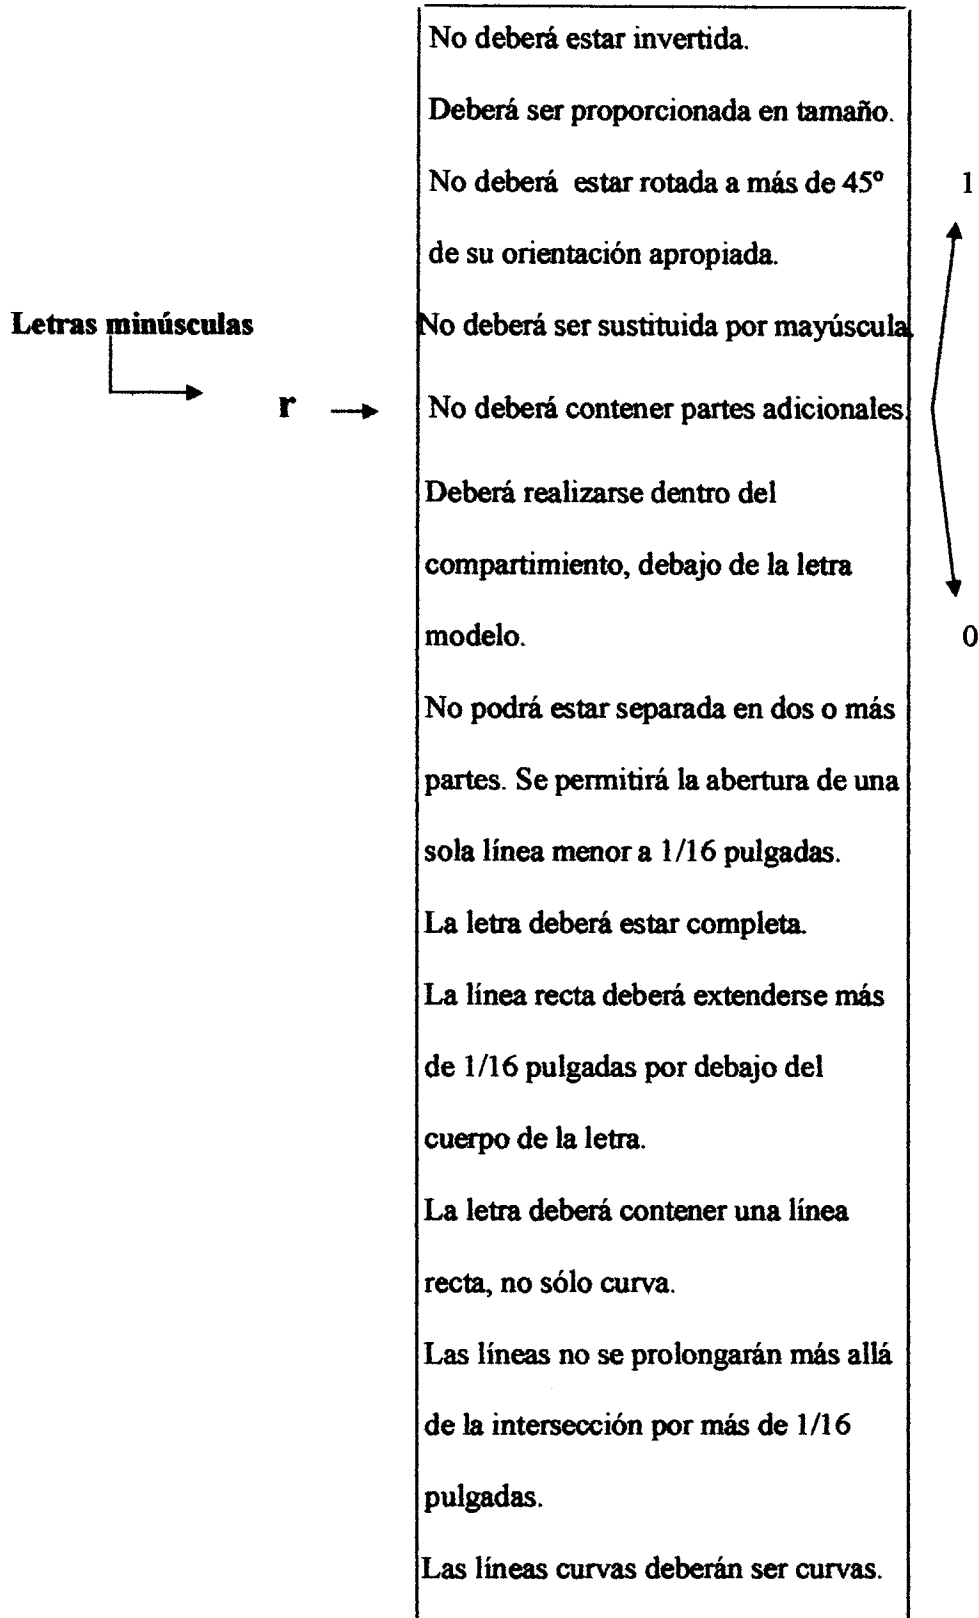 No deberá estar invertida.
Deberá ser proporcionada en tamaño.
No deberá estar rotada a más de 45º
1
de su orientación apropiada.
Letras minúsculas
No deberá ser sustituida por mayúscula.
r
No deberá contener partes adicionales.
Deberá realizarse dentro del
compartimiento, debajo de la letra
modelo.
0
No podrá estar separada en dos o más
partes. Se permitirá la abertura de una
sola línea menor a 1/16 pulgadas.
La letra deberá estar completa.
La línea recta deberá extenderse más
de 1/16 pulgadas por debajo del
cuerpo de la letra.
La letra deberá contener una línea
recta, no sólo curva.
Las líneas no se prolongarán más allá
de la intersección por más de 1/16
pulgadas.
Las líneas curvas deberán ser curvas.